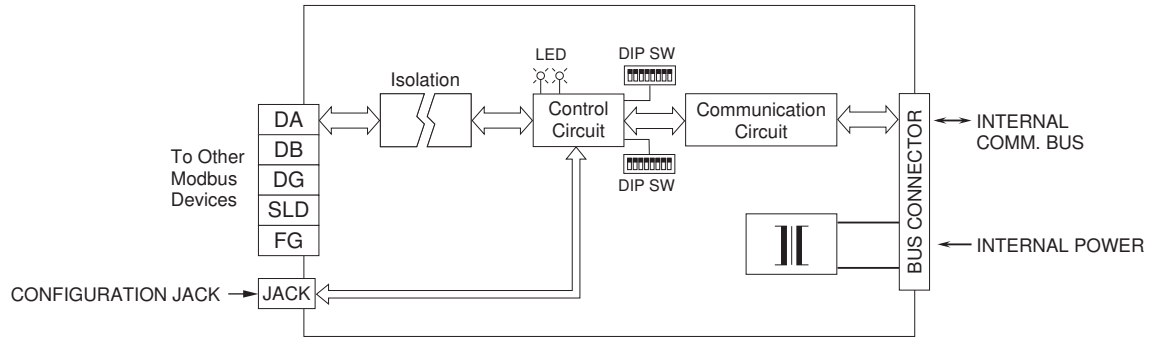 LED
DIP SW
Isolation
Control
Circuit
Communication
Circuit
DIP SW
To Other
Modbus
Devices
DA
DB
DG
SLD
FG
CONFIGURATION JACK
JACK
BUS CONNECTOR
INTERNAL
COMM. BUS
INTERNAL POWER